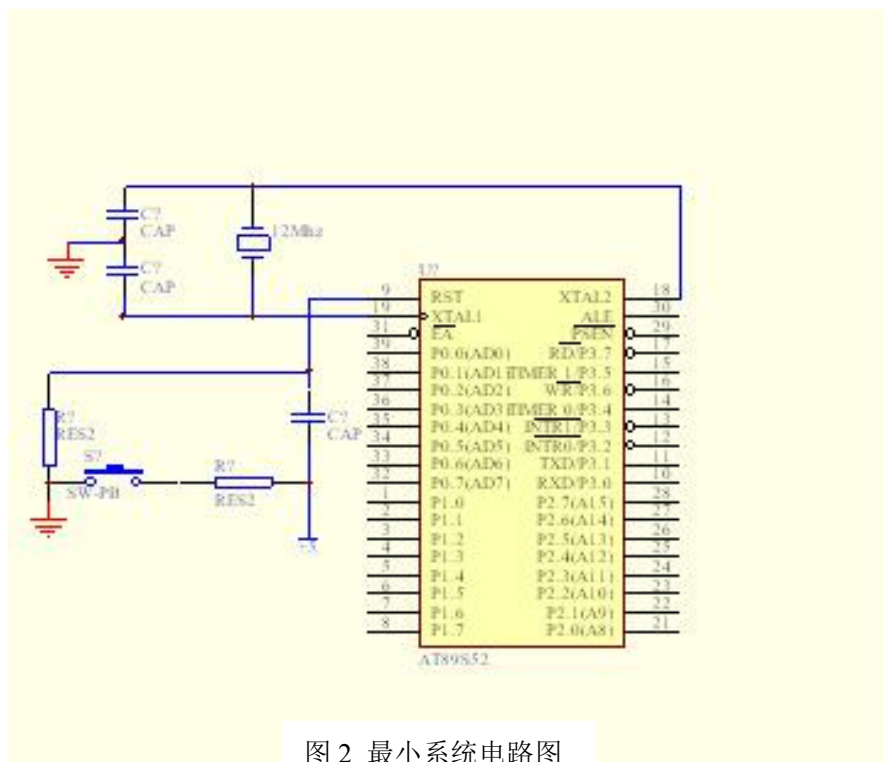 C?
CAP
12Mhz
C?
CAP
U?
9 RST XTAL2 18
19 XTAL1 ALE 30
31 EA PSEN 29
39 P0.0(AD0) RD/P3.7 17
38 P0.1(AD1) TIMER 1/P3.5 15
37 P0.2(AD2) WR/P3.6 16
36 P0.3(AD3) TIMER 0/P3.4 14
35 P0.4(AD4) INTR1/P3.3 13
34 P0.5(AD5) INTR0/P3.2 12
33 P0.6(AD6) TXD/P3.1 11
32 P0.7(AD7) RXD/P3.0 10
1 P1.0 P2.7(A15) 28
2 P1.1 P2.6(A14) 27
3 P1.2 P2.5(A13) 26
4 P1.3 P2.4(A12) 25
5 P1.4 P2.3(A11) 24
6 P1.5 P2.2(A10) 23
7 P1.6 P2.1(A9) 22
8 P1.7 P2.0(A8) 21
AT89S52
C?
CAP
R?
RES2
S?
SW-PB
R?
RES2
图 2 最小系统电路图